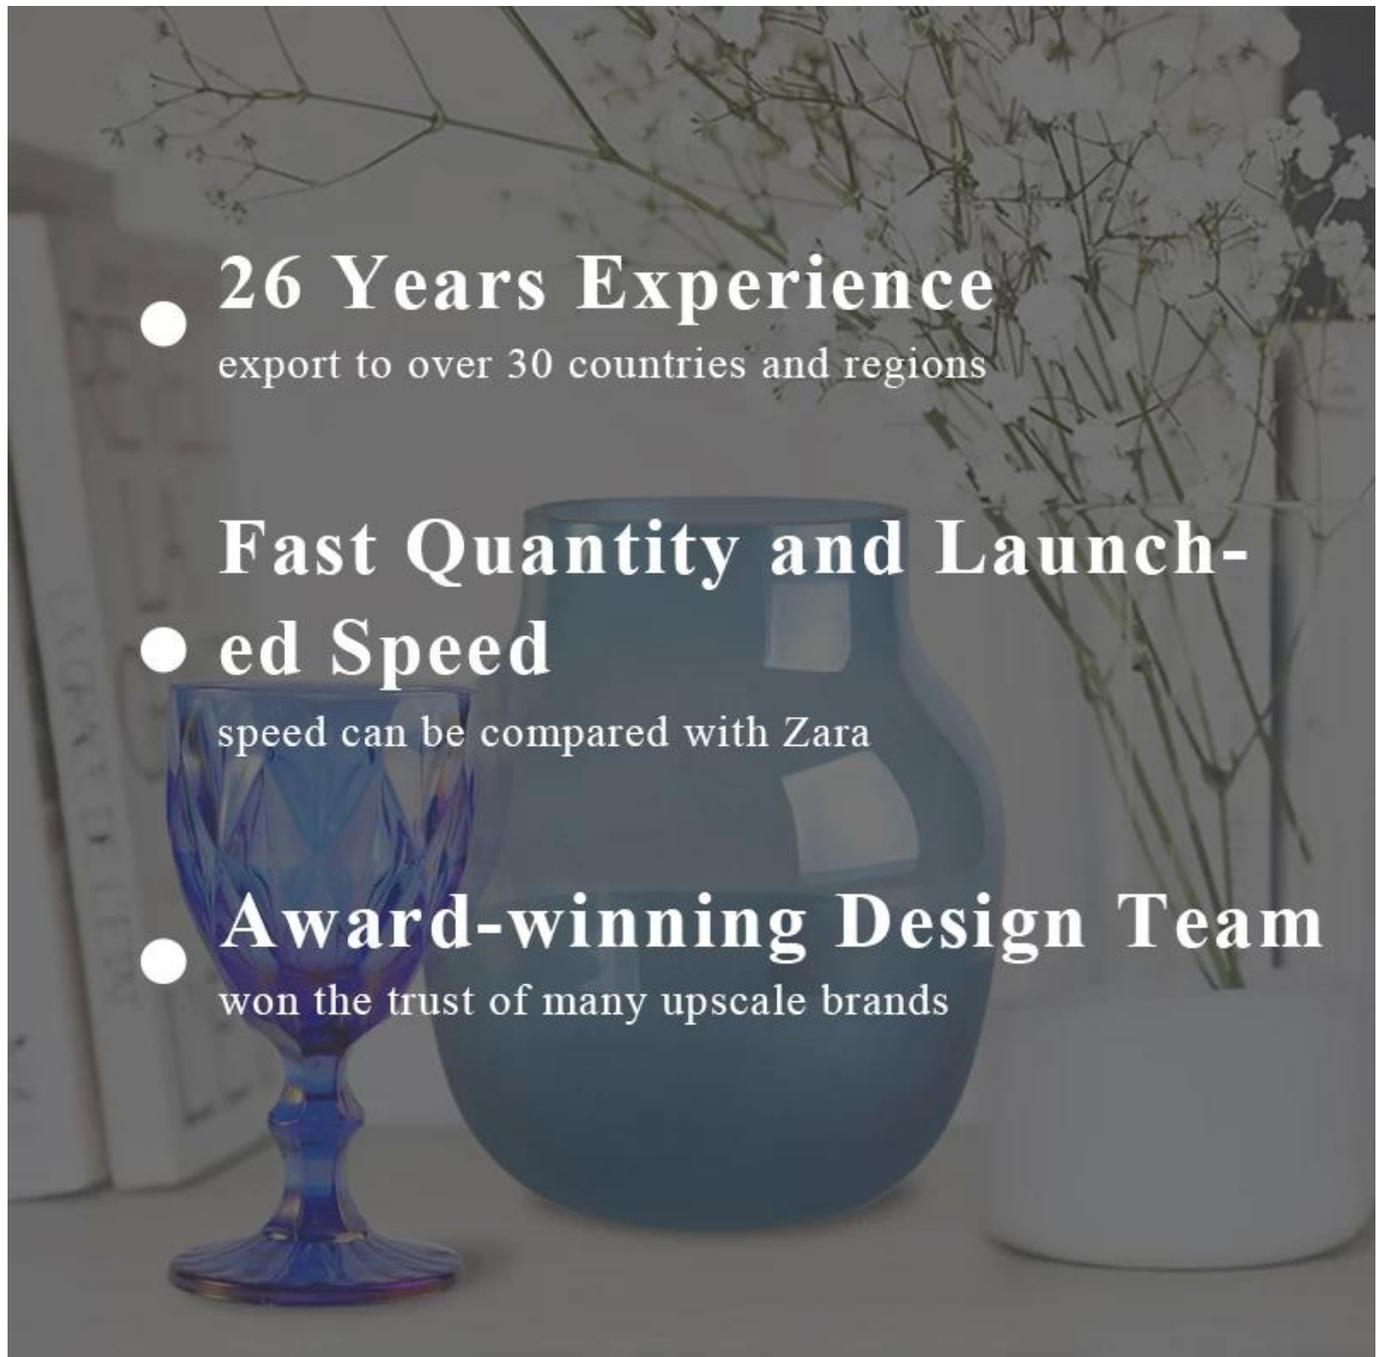 26 Years Experience
export to over 30 countries and regions
Fast Quantity and Launch-
ed Speed
speed can be compared with Zara
Award-winning Design Team
won the trust of many upscale brands